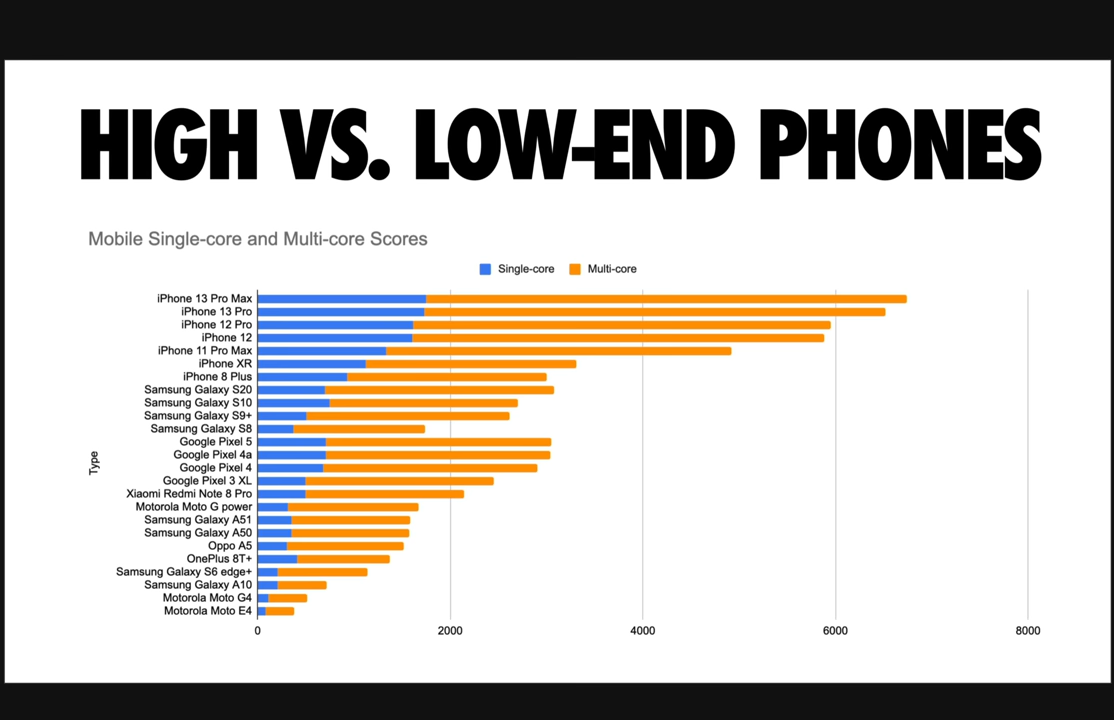 HIGH VS. LOW-END PHONES
Mobile Single-core and Multi-core Scores
Single-core Multi-core
iPhone 13 Pro Max
iPhone 13 Pro
iPhone 12 Pro
iPhone 12
iPhone 11 Pro Max
iPhone XR
iPhone 8 Plus
Samsung Galaxy S20
Samsung Galaxy S10
Samsung Galaxy S9+
Samsung Galaxy S8
Google Pixel 5
Google Pixel 4a
Google Pixel 4
Google Pixel 3 XL
Xiaomi Redmi Note 8 Pro
Motorola Moto G power
Samsung Galaxy A51
Samsung Galaxy A50
Oppo A5
OnePlus 8T+
Samsung Galaxy S6 edge+
Samsung Galaxy A10
Motorola Moto G4
Motorola Moto E4
Type
0 2000 4000 6000 8000